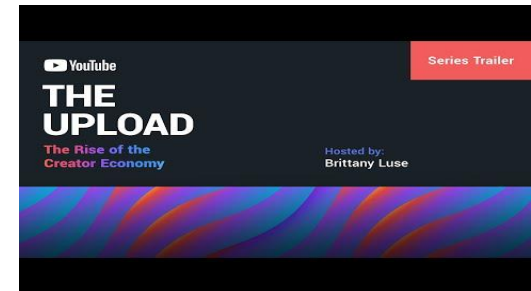 YouTube
Series Trailer
THE
UPLOAD
The Rise of the
Creator Economy
Hosted by:
Brittany Luse